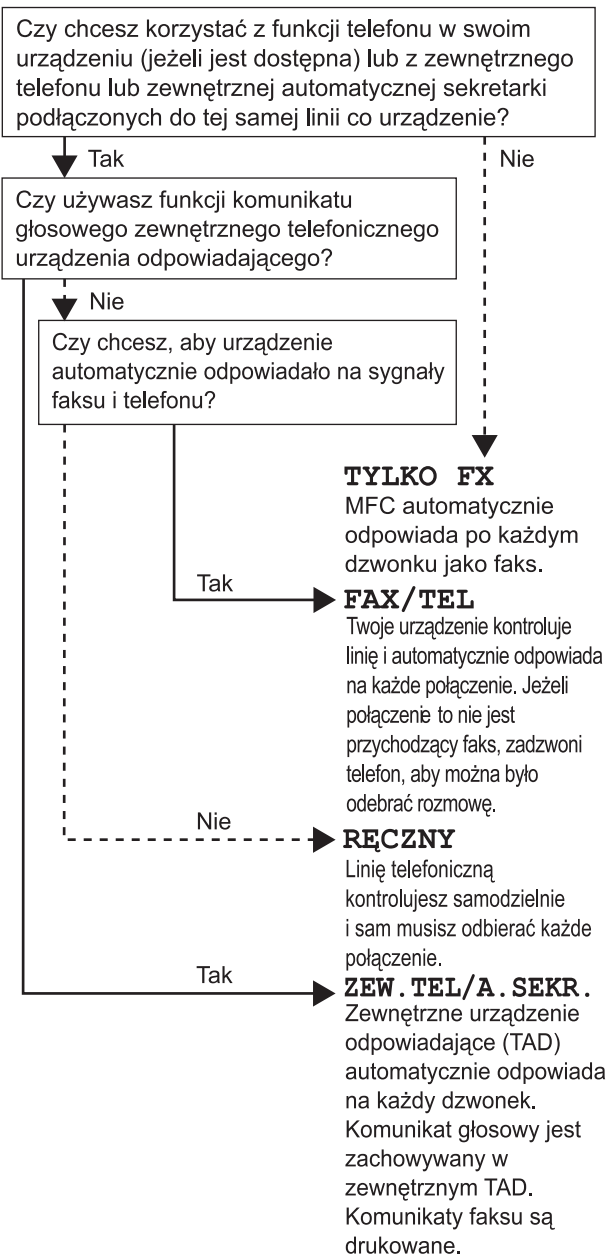 Czy chcesz korzystać z funkcji telefonu w swoim
urządzeniu (jeżeli jest dostępna) lub z zewnętrznego
telefonu lub zewnętrznej automatycznej sekretarki
podłączonych do tej samej linii co urządzenie?
Tak
Nie
Czy używasz funkcji komunikatu
głosowego zewnętrznego telefonicznego
urządzenia odpowiadającego?
Nie
Czy chcesz, aby urządzenie
automatycznie odpowiadało na sygnały
faksu i telefonu?
TYLKO FX
MFC automatycznie
odpowiada po każdym
dzwonku jako faks.
Tak
FAX/TEL
Twoje urządzenie kontroluje
linię i automatycznie odpowiada
na każde połączenie. Jeżeli
połączenie to nie jest
przychodzący faks, zadzwoni
telefon, aby można było
odebrać rozmowę.
Nie
RĘCZNY
Linię telefoniczną
kontrolujesz samodzielnie
i sam musisz odbierać każde
połączenie.
Tak
ZEW.TEL/A.SEKR.
Zewnętrzne urządzenie
odpowiadające (TAD)
automatycznie odpowiada
na każdy dzwonek.
Komunikat głosowy jest
zachowywany w
zewnętrznym TAD.
Komunikaty faksu są
drukowane.